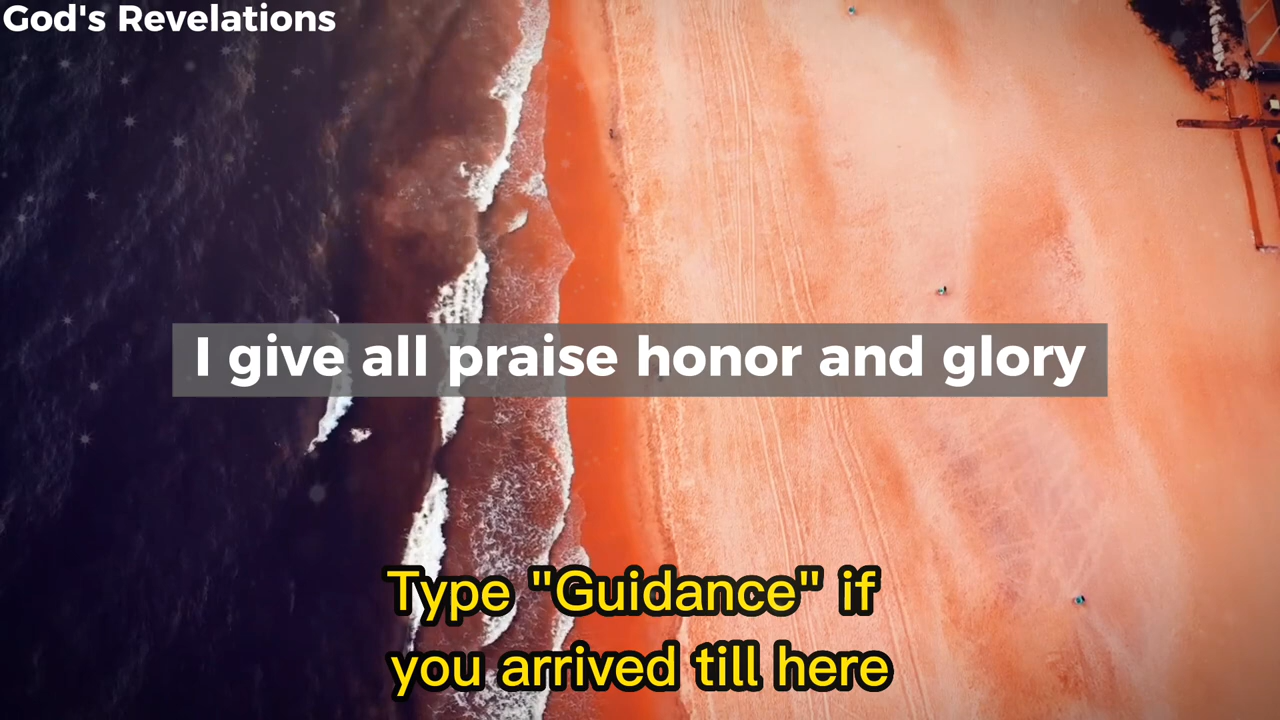 God's Revelations
I give all praise honor and glory
Type "Guidance" if
you arrived till here